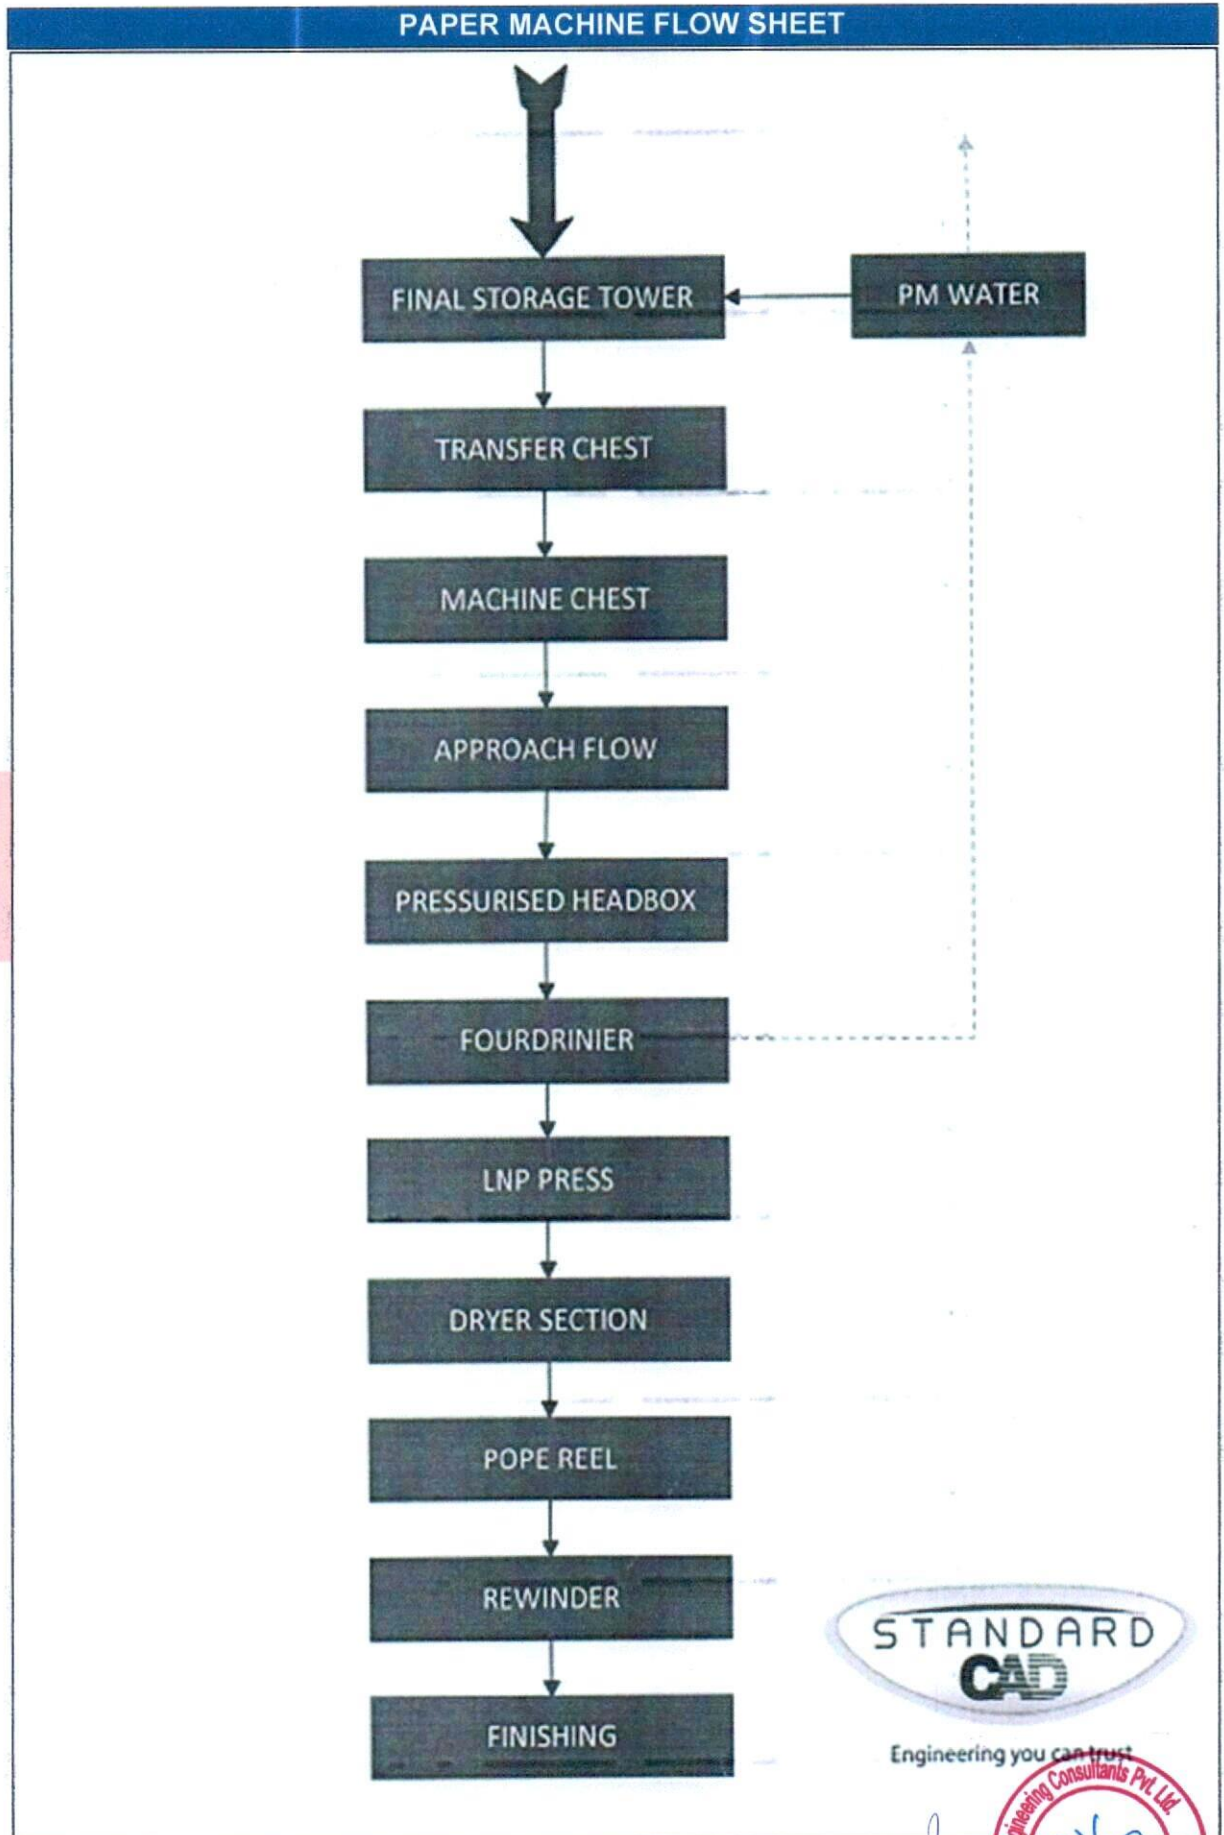 PAPER MACHINE FLOW SHEET
FINAL STORAGE TOWER
PM WATER
TRANSFER CHEST
MACHINE CHEST
APPROACH FLOW
PRESSURISED HEADBOX
FOURDRINIER
LNP PRESS
DRYER SECTION
POPE REEL
REWINDER
FINISHING
STANDARD
CAD
Engineering you can trust
Consultants Pvt. Ltd.